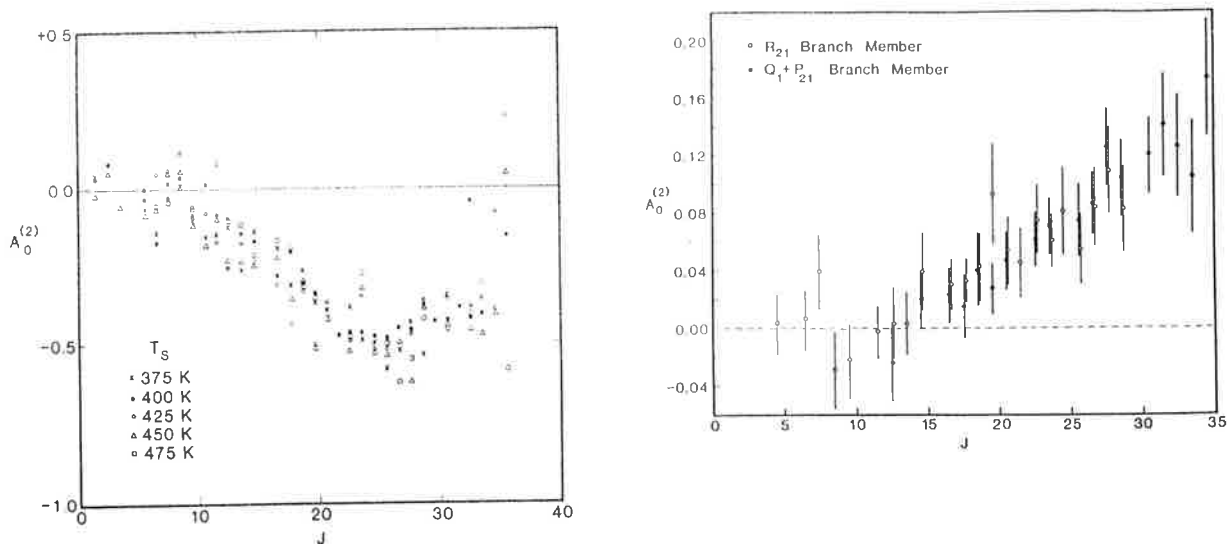 +0.5
0.0
A₀⁽²⁾
−0.5
−1.0
Tₛ
× 375 K
• 400 K
○ 425 K
△ 450 K
□ 475 K
0 10 20 30 40
J
0.20
0.16
0.12
0.08
0.04
0.00
−0.04
A₀⁽²⁾
○ R₂₁ Branch Member
• Q₁+P₂₁ Branch Member
0 5 10 15 20 25 30 35
J